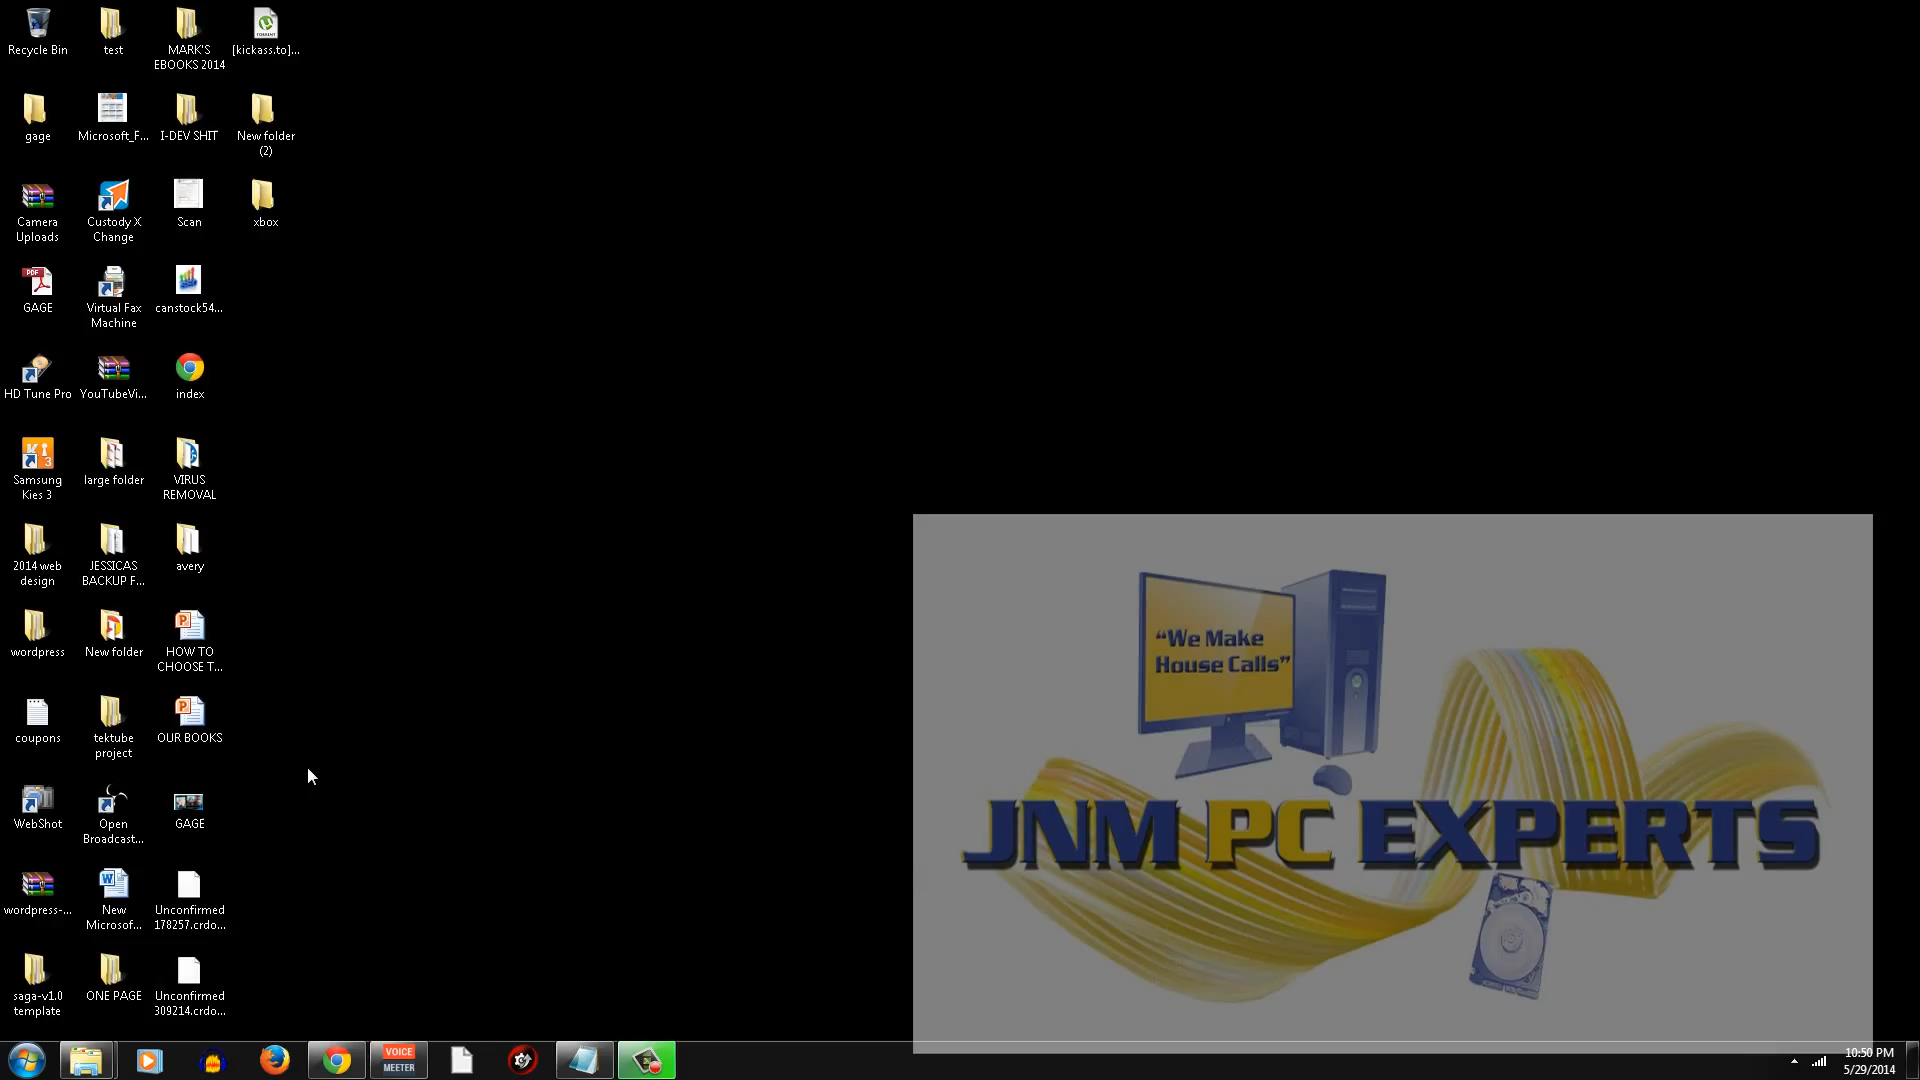 Recycle Bin
test
MARK'S
EBOOKS 2014
[kickass.to]...
gage
Microsoft_F...
I-DEV SHIT
New folder
(2)
Camera
Uploads
Custody X
Change
Scan
xbox
GAGE
Virtual Fax
Machine
canstock54...
HD Tune Pro
YouTubeVi...
index
Samsung
Kies 3
large folder
VIRUS
REMOVAL
2014 web
design
JESSICAS
BACKUP F...
avery
wordpress
New folder
HOW TO
CHOOSE T...
coupons
tektube
project
OUR BOOKS
WebShot
Open
Broadcast...
GAGE
wordpress-...
New
Microsof...
Unconfirmed
178257.crdo...
saga-v1.0
template
ONE PAGE
Unconfirmed
309214.crdo...
"We Make
House Calls"
JNM PC EXPERTS
VOICE
MEETER
10:50 PM
5/29/2014